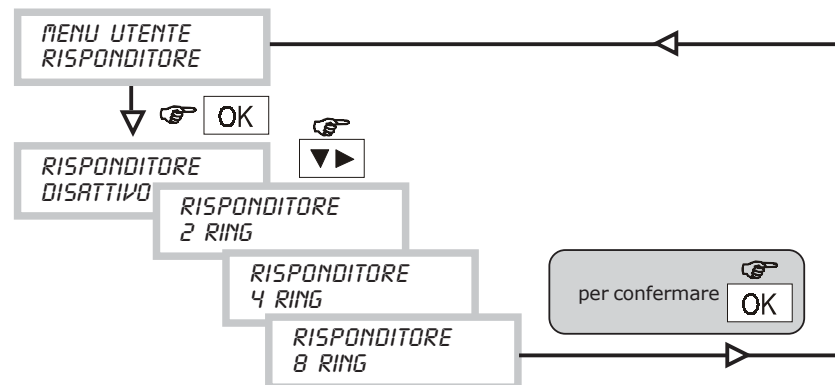 MENU UTENTE
RISPONDITORE
OK
RISPONDITORE
DISATTIVO
RISPONDITORE
2 RING
RISPONDITORE
4 RING
per confermare
OK
RISPONDITORE
8 RING